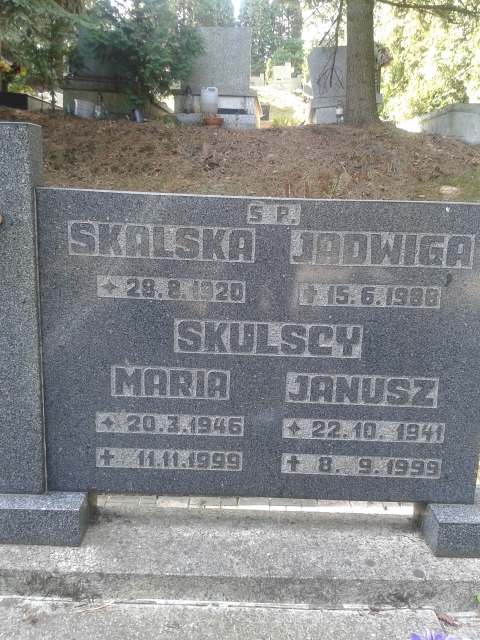 Ś P.
SKALSKA JADWIGA
✦ 28.8.1920 ✝ 15.6.1988
SKULSCY
MARIA JANUSZ
✦ 20.3.1946 ✦ 22.10.1941
✝ 11.11.1999 ✝ 8.9.1999